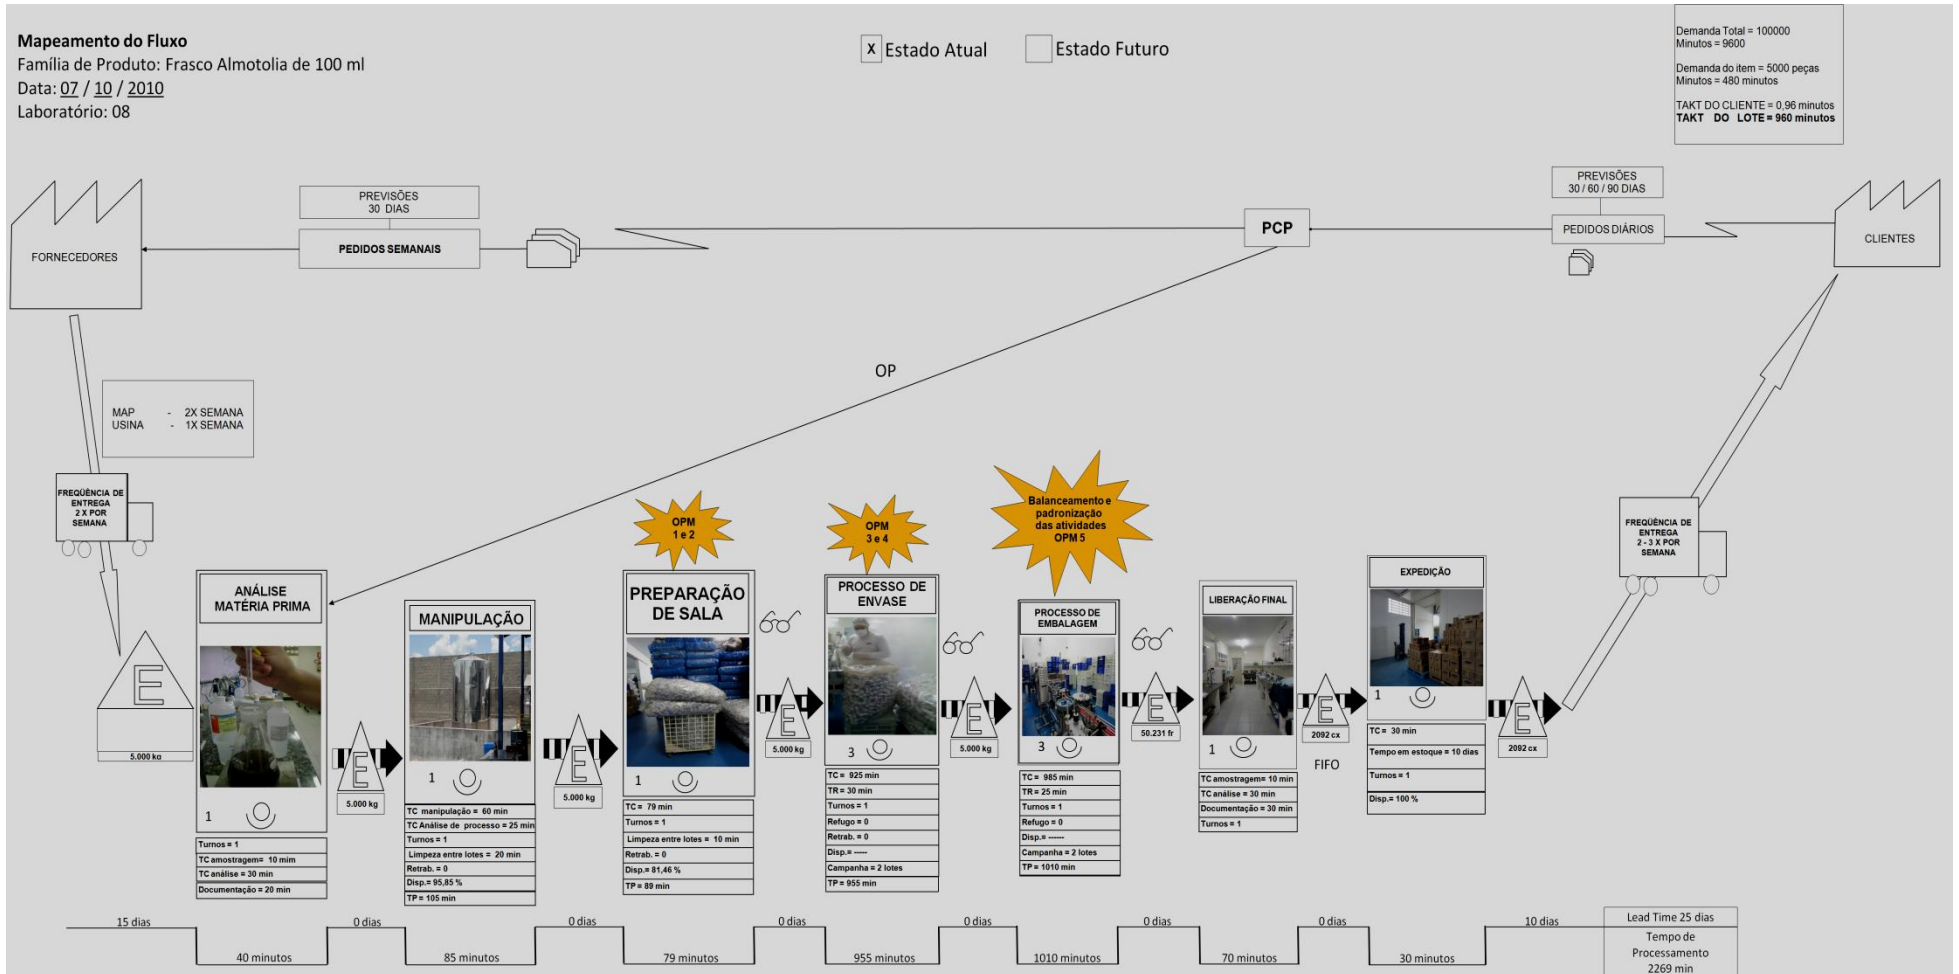 Mapeamento do Fluxo
Família de Produto: Frasco Almotolia de 100 ml
Data: 07 / 10 / 2010
Laboratório: 08
X Estado Atual
Estado Futuro
Demanda Total = 100000
Minutos = 9600
Demanda do item = 5000 peças
Minutos = 480 minutos
TAKT DO CLIENTE = 0,96 minutos
TAKT DO LOTE = 960 minutos
FORNECEDORES
PREVISÕES
30 DIAS
PEDIDOS SEMANAIS
PCP
PREVISÕES
30 / 60 / 90 DIAS
PEDIDOS DIÁRIOS
CLIENTES
OP
MAP - 2X SEMANA
USINA - 1X SEMANA
FREQÜÊNCIA DE
ENTREGA
2 X POR
SEMANA
FREQÜÊNCIA DE
ENTREGA
2 - 3 X POR
SEMANA
OPM
1 e 2
OPM
3 e 4
Balanceamento e
padronização
das atividades
OPM 5
E
5.000 kg
ANÁLISE
MATÉRIA PRIMA
1
Turnos = 1
TC amostragem= 10 mim
TC análise = 30 min
Documentação = 20 min
E
5.000 kg
MANIPULAÇÃO
1
TC manipulação = 60 min
TC Análise de processo = 25 min
Turnos = 1
Limpeza entre lotes = 20 min
Retrab. = 0
Disp.= 95,85 %
TP = 105 min
E
5.000 kg
PREPARAÇÃO
DE SALA
1
TC = 79 min
Turnos = 1
Limpeza entre lotes = 10 min
Retrab. = 0
Disp.= 81,46 %
TP = 89 min
E
5.000 kg
PROCESSO DE
ENVASE
3
TC = 925 min
TR = 30 min
Turnos = 1
Refugo = 0
Retrab. = 0
Disp.= -----
Campanha = 2 lotes
TP = 955 min
E
5.000 kg
PROCESSO DE
EMBALAGEM
3
TC = 985 min
TR = 25 min
Turnos = 1
Refugo = 0
Disp.= ------
Campanha = 2 lotes
TP = 1010 min
E
50.231 fr
LIBERAÇÃO FINAL
1
TC amostragem= 10 min
TC análise = 30 min
Documentação = 30 min
Turnos = 1
E
2092 cx
FIFO
EXPEDIÇÃO
1
TC = 30 min
Tempo em estoque = 10 dias
Turnos = 1
Disp.= 100 %
E
2092 cx
15 dias
0 dias
0 dias
0 dias
0 dias
0 dias
0 dias
10 dias
Lead Time 25 dias
40 minutos
85 minutos
79 minutos
955 minutos
1010 minutos
70 minutos
30 minutos
Tempo de
Processamento
2269 min